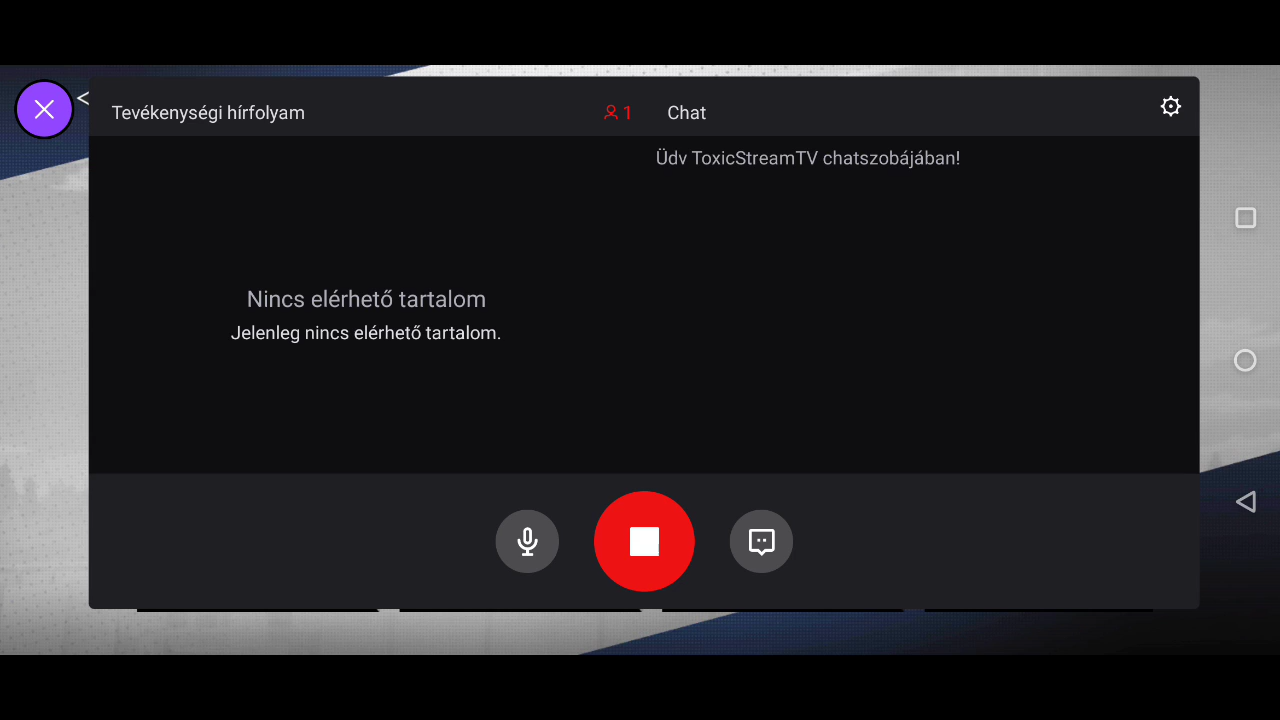 Tevékenységi hírfolyam
1
Chat
Üdv ToxicStreamTV chatszobájában!
Nincs elérhető tartalom
Jelenleg nincs elérhető tartalom.